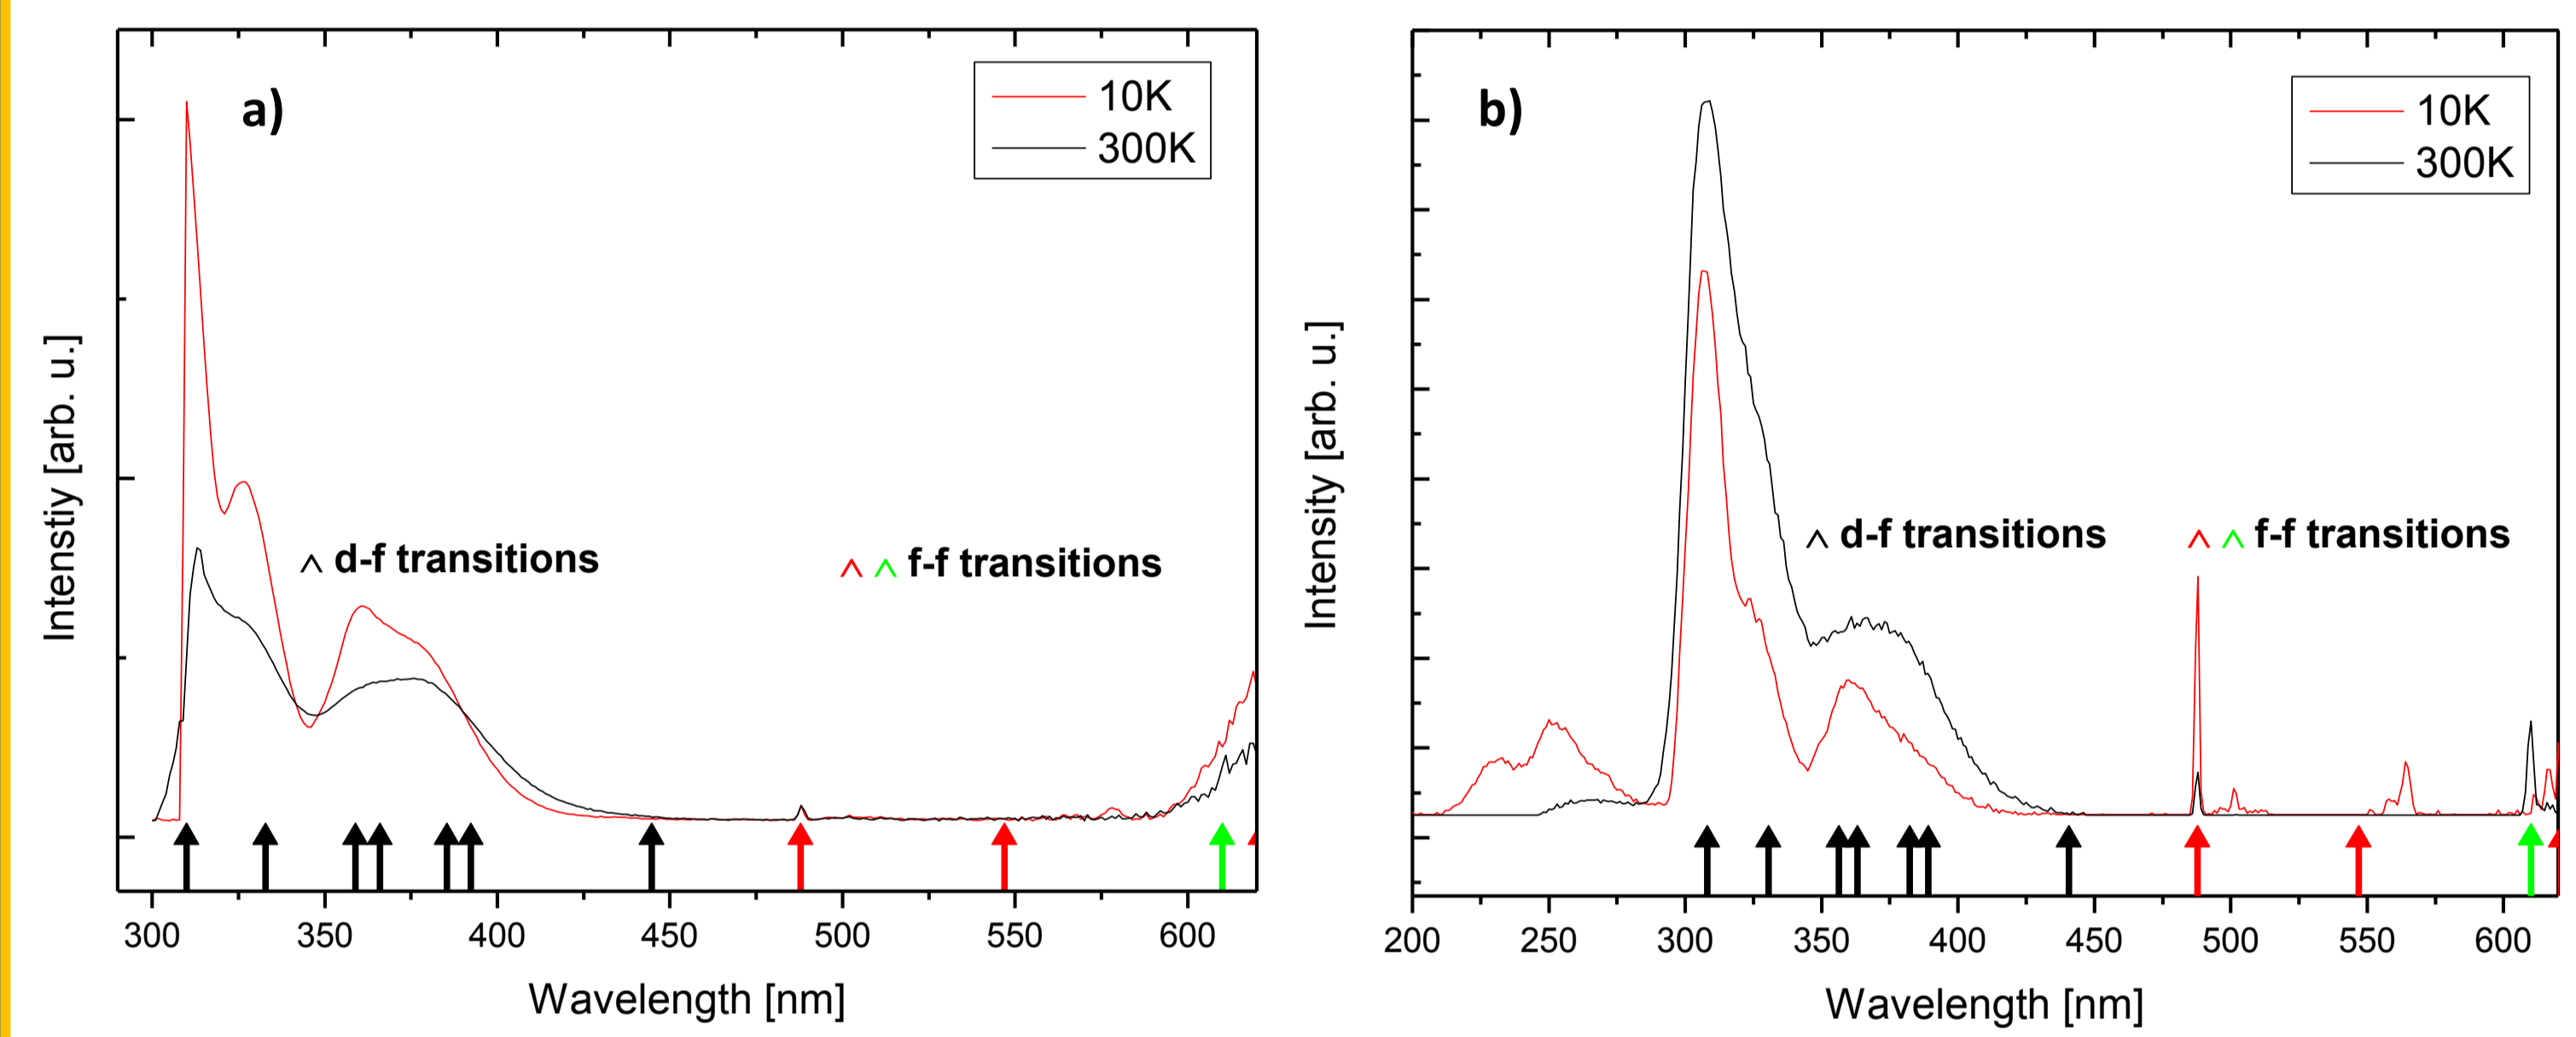 a)
10K
300K
^ d-f transitions
^ ^ f-f transitions
Intenstiy [arb. u.]
300 350 400 450 500 550 600
Wavelength [nm]
b)
10K
300K
^ d-f transitions
^ ^ f-f transitions
Intensity [arb. u.]
200 250 300 350 400 450 500 550 600
Wavelength [nm]